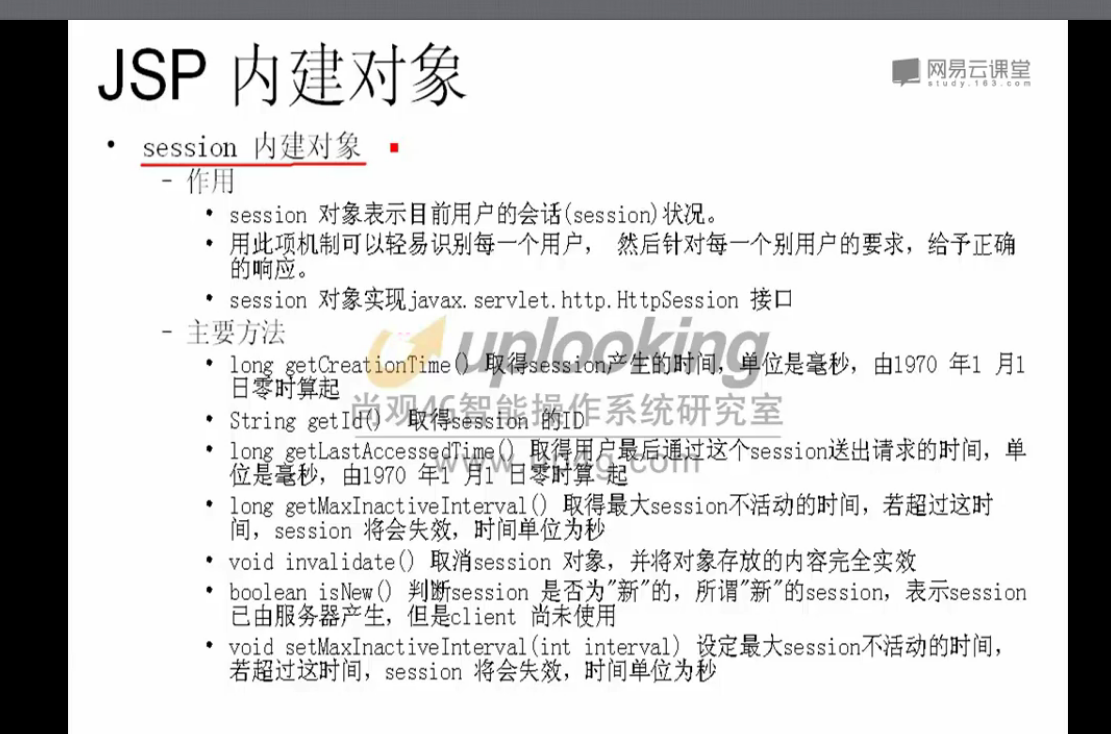 JSP 内建对象
网易云课堂
study.163.com
• session 内建对象
– 作用
• session 对象表示目前用户的会话(session)状况。
• 用此项机制可以轻易识别每一个用户， 然后针对每一个别用户的要求，给予正确
的响应。
• session 对象实现javax.servlet.http.HttpSession 接口
– 主要方法
uplooking
• long getCreationTime() 取得session产生的时间，单位是毫秒，由1970 年1 月1
日零时算起
尚观4G智能操作系统研究室
• String getId() 取得session 的ID
• long getLastAccessedTime() 取得用户最后通过这个session送出请求的时间，单
位是毫秒，由1970 年1 月1 日零时算 起
• long getMaxInactiveInterval() 取得最大session不活动的时间，若超过这时
间，session 将会失效，时间单位为秒
• void invalidate() 取消session 对象，并将对象存放的内容完全实效
• boolean isNew() 判断session 是否为"新"的，所谓"新"的session，表示session
已由服务器产生，但是client 尚未使用
• void setMaxInactiveInterval(int interval) 设定最大session不活动的时间，
若超过这时间，session 将会失效，时间单位为秒